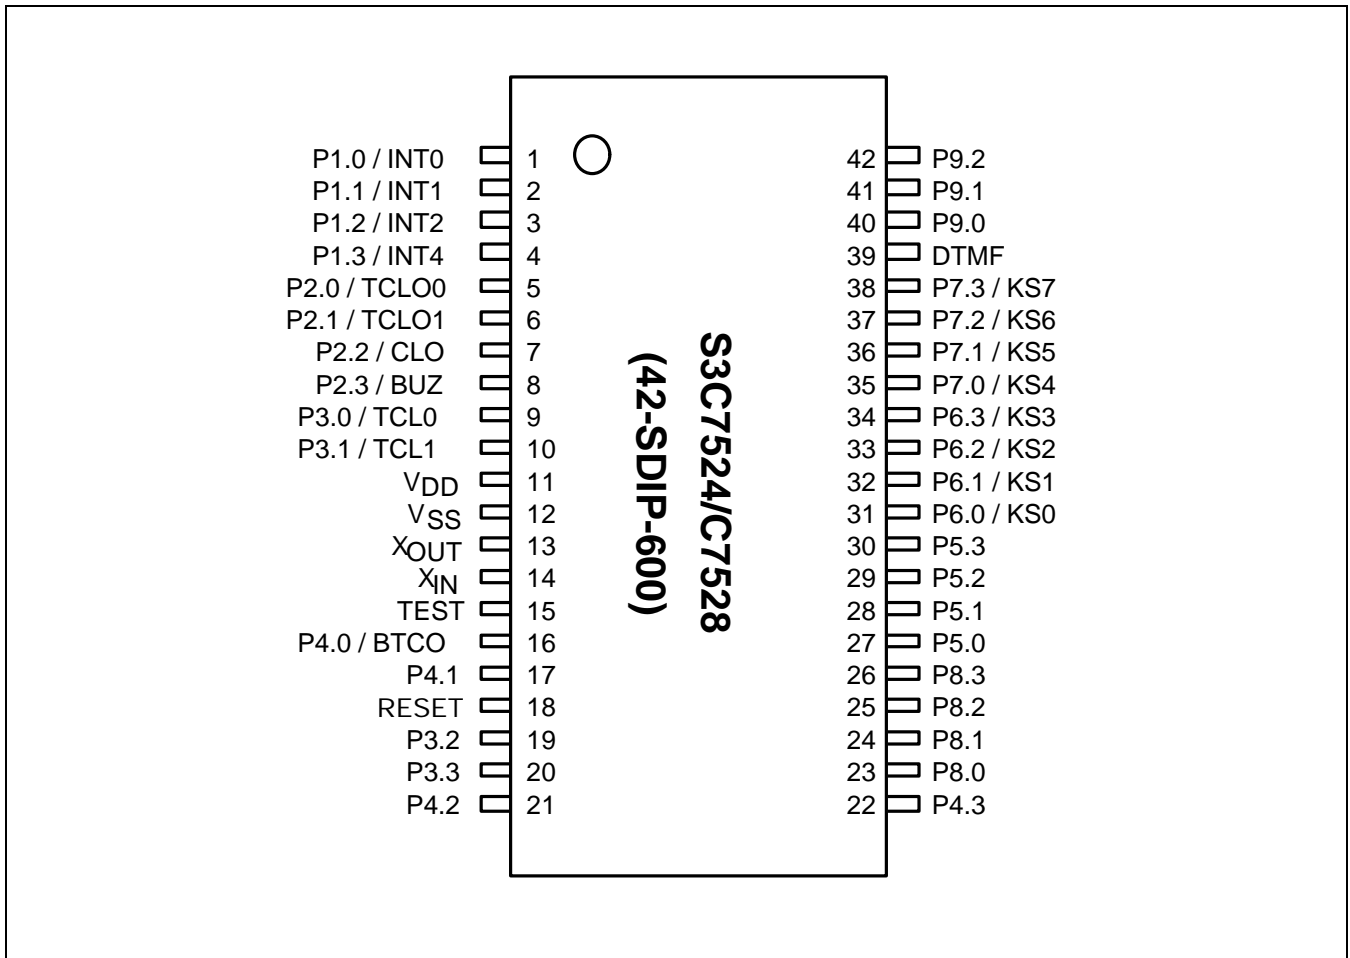 P1.0 / INT0 1
P1.1 / INT1 2
P1.2 / INT2 3
P1.3 / INT4 4
P2.0 / TCLO0 5
P2.1 / TCLO1 6
P2.2 / CLO 7
P2.3 / BUZ 8
P3.0 / TCL0 9
P3.1 / TCL1 10
VDD 11
VSS 12
XOUT 13
XIN 14
TEST 15
P4.0 / BTCO 16
P4.1 17
RESET 18
P3.2 19
P3.3 20
P4.2 21
S3C7524/C7528
(42-SDIP-600)
42 P9.2
41 P9.1
40 P9.0
39 DTMF
38 P7.3 / KS7
37 P7.2 / KS6
36 P7.1 / KS5
35 P7.0 / KS4
34 P6.3 / KS3
33 P6.2 / KS2
32 P6.1 / KS1
31 P6.0 / KS0
30 P5.3
29 P5.2
28 P5.1
27 P5.0
26 P8.3
25 P8.2
24 P8.1
23 P8.0
22 P4.3